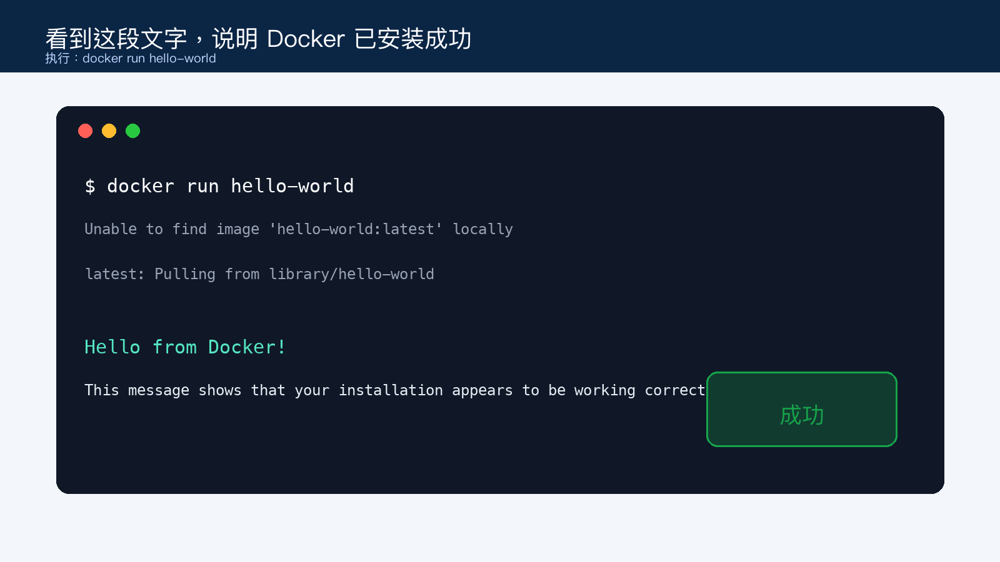 看到这段文字，说明 Docker 已安装成功
执行：docker run hello-world
$ docker run hello-world
Unable to find image 'hello-world:latest' locally
latest: Pulling from library/hello-world
Hello from Docker!
This message shows that your installation appears to be working correct
成功